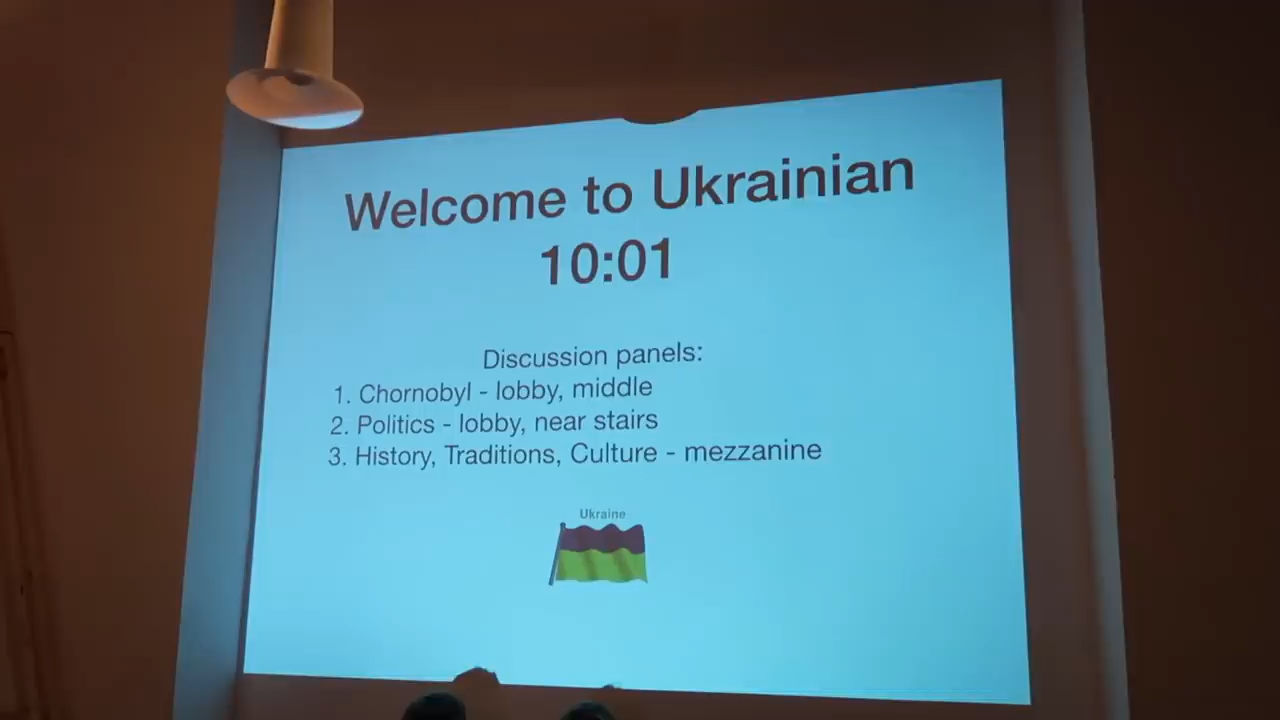 Welcome to Ukrainian
10:01
Discussion panels:
1. Chornobyl - lobby, middle
2. Politics - lobby, near stairs
3. History, Traditions, Culture - mezzanine
Ukraine